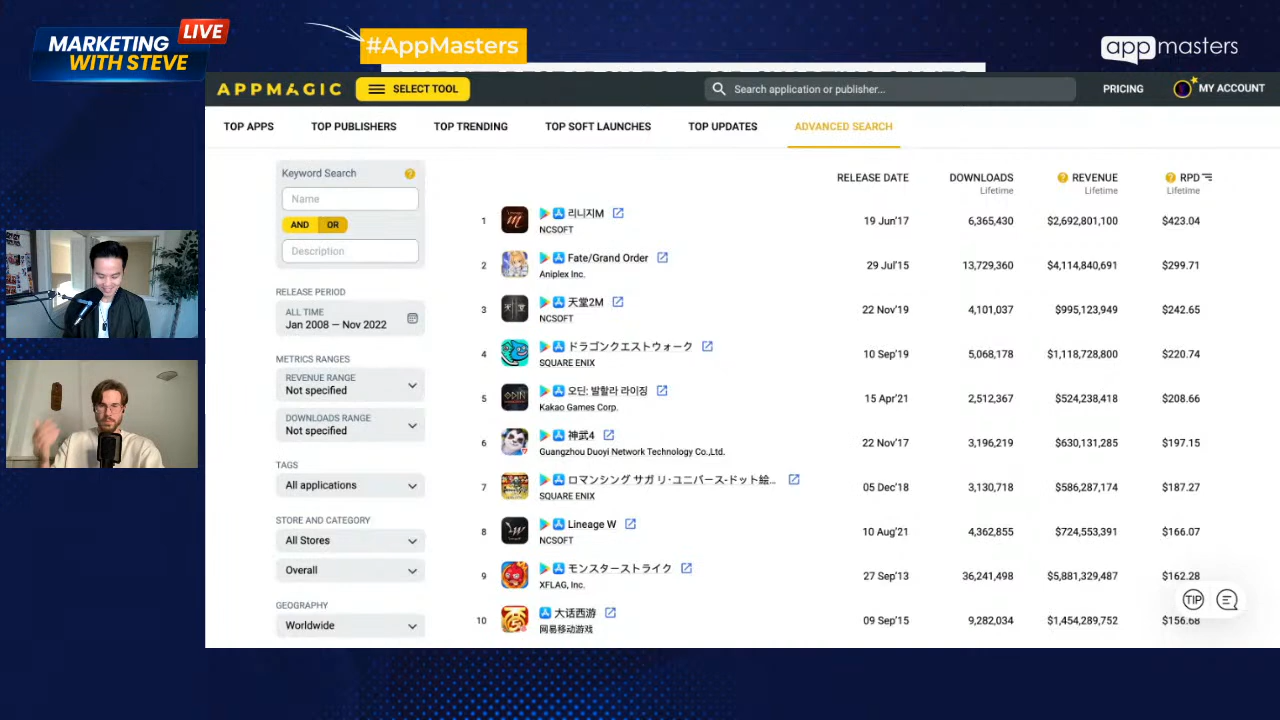 MARKETING LIVE
WITH STEVE
#AppMasters
appmasters
APPMAGIC
SELECT TOOL
Search application or publisher...
PRICING
MY ACCOUNT
TOP APPS
TOP PUBLISHERS
TOP TRENDING
TOP SOFT LAUNCHES
TOP UPDATES
ADVANCED SEARCH
Keyword Search ?
Name
AND OR
Description
RELEASE PERIOD
ALL TIME
Jan 2008 — Nov 2022
METRICS RANGES
REVENUE RANGE
Not specified
DOWNLOADS RANGE
Not specified
TAGS
All applications
STORE AND CATEGORY
All Stores
Overall
GEOGRAPHY
Worldwide
RELEASE DATE DOWNLOADS ? REVENUE ? RPD
Lifetime Lifetime Lifetime
1 리니지M 19 Jun'17 6,365,430 $2,692,801,100 $423.04
NCSOFT
2 Fate/Grand Order 29 Jul'15 13,729,360 $4,114,840,691 $299.71
Aniplex Inc.
3 天堂2M 22 Nov'19 4,101,037 $995,123,949 $242.65
NCSOFT
4 ドラゴンクエストウォーク 10 Sep'19 5,068,178 $1,118,728,800 $220.74
SQUARE ENIX
5 오딘: 발할라 라이징 15 Apr'21 2,512,367 $524,238,418 $208.66
Kakao Games Corp.
6 神武4 22 Nov'17 3,196,219 $630,131,285 $197.15
Guangzhou Duoyi Network Technology Co.,Ltd.
7 ロマンシング サガ リ・ユニバース-ドット絵... 05 Dec'18 3,130,718 $586,287,174 $187.27
SQUARE ENIX
8 Lineage W 10 Aug'21 4,362,855 $724,553,391 $166.07
NCSOFT
9 モンスターストライク 27 Sep'13 36,241,498 $5,881,329,487 $162.28
XFLAG, Inc.
TIP
10 大话西游 09 Sep'15 9,282,034 $1,454,289,752 $156.68
网易移动游戏